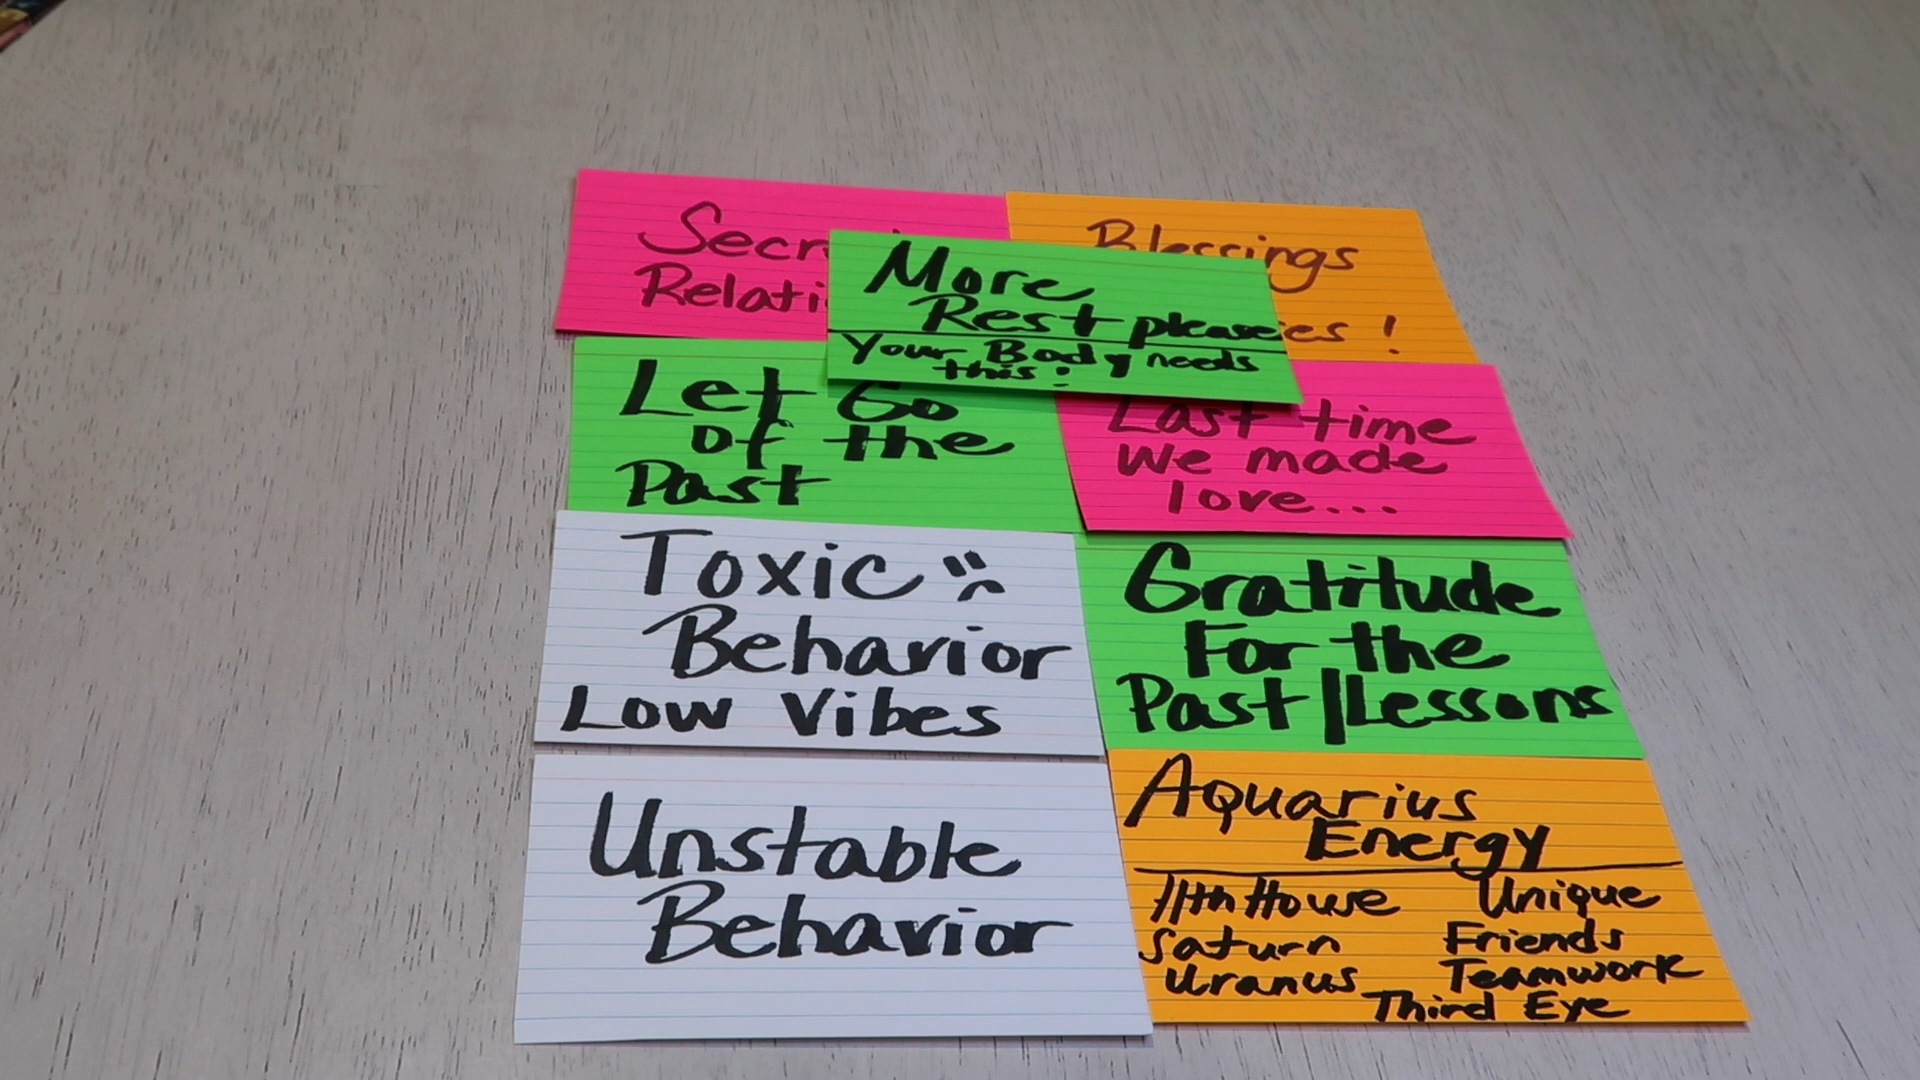 Relati
Blessings
es !
More
Rest please
Your Body needs
this!
Let Go
of the
Past
Last time
we made
love...
Toxic
Behavior
Low Vibes
Gratitude
For the
Past/Lessons
Unstable
Behavior
Aquarius
Energy
11th House
Saturn
Uranus
Unique
Friends
Teamwork
Third Eye